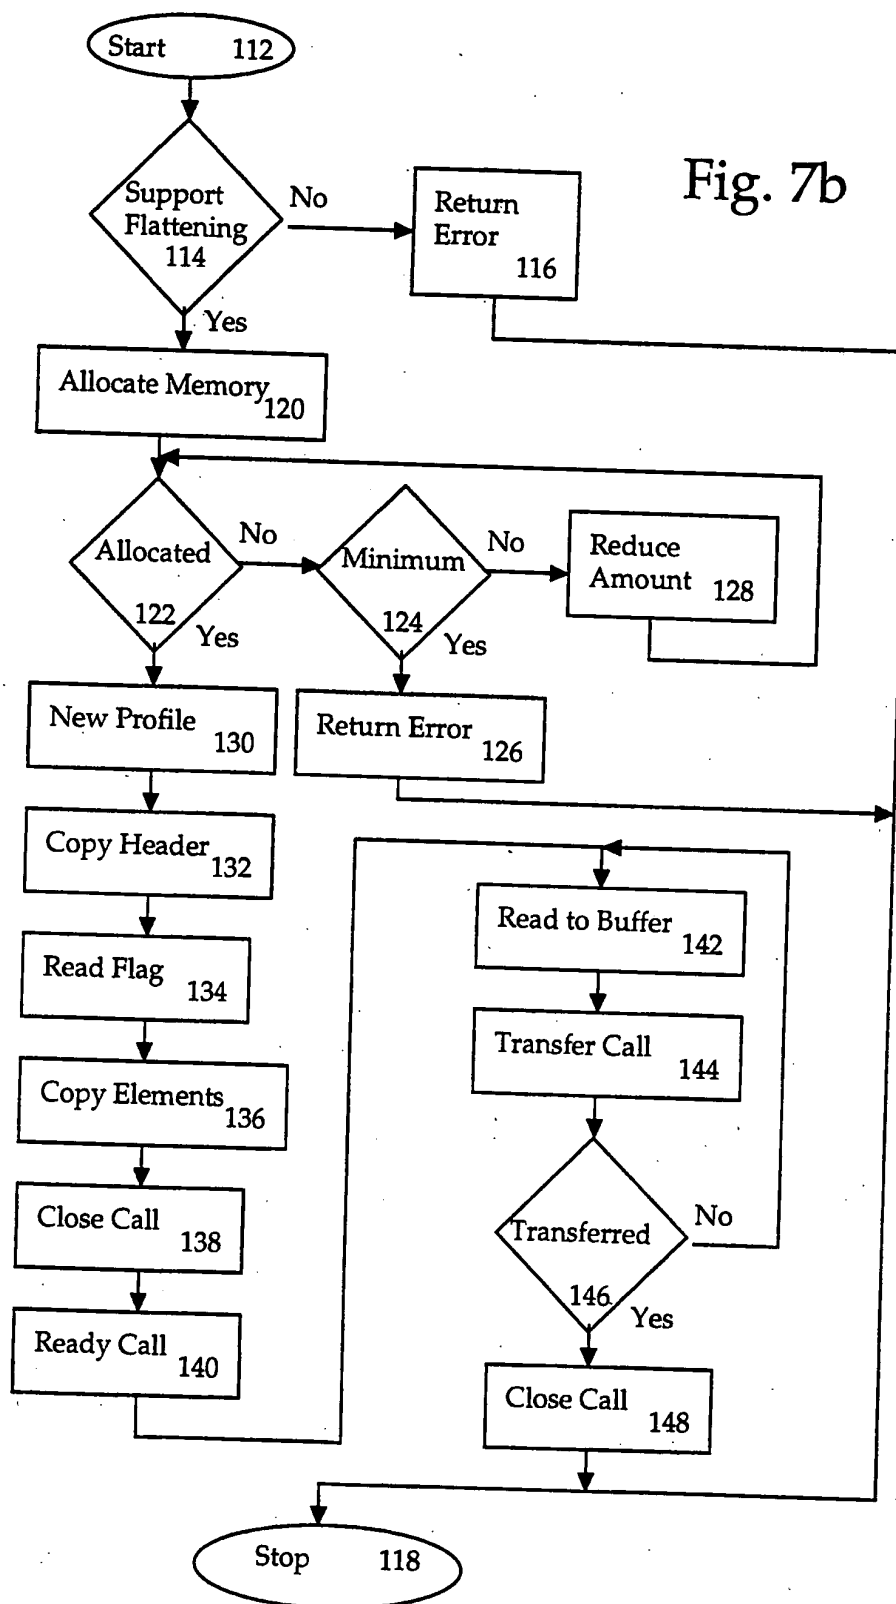 Start 112
Fig. 7b
Support
Flattening
114
No
Return
Error
116
Yes
Allocate Memory
120
Allocated
122
No
Yes
Minimum
124
No
Yes
Reduce
Amount 128
New Profile
130
Return Error
126
Copy Header
132
Read Flag
134
Copy Elements
136
Close Call
138
Ready Call
140
Read to Buffer
142
Transfer Call
144
Transferred
146
No
Yes
Close Call
148
Stop 118